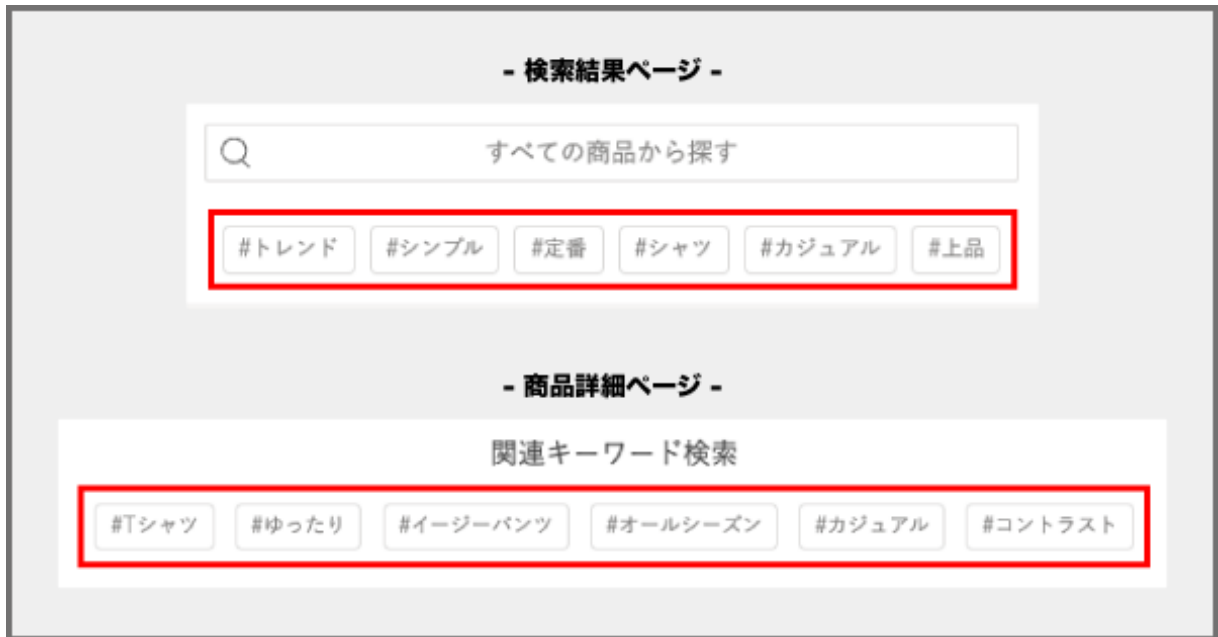 - 検索結果ページ -
すべての商品から探す
#トレンド #シンプル #定番 #シャツ #カジュアル #上品
- 商品詳細ページ -
関連キーワード検索
#Tシャツ #ゆったり #イージーパンツ #オールシーズン #カジュアル #コントラスト